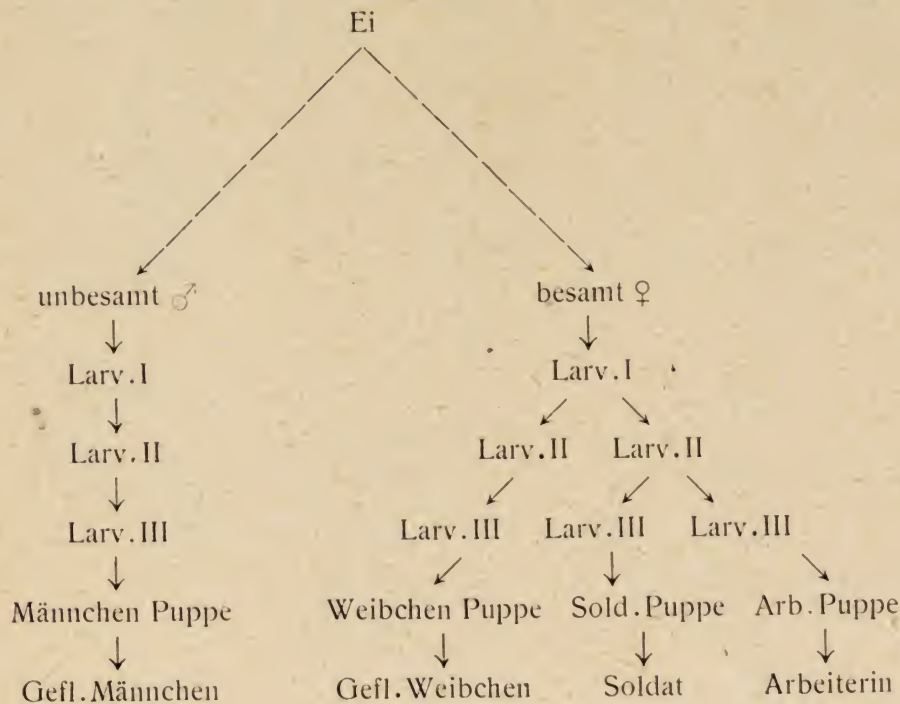 Ei
unbesamt ♂ besamt ♀
Larv. I Larv. I
Larv. II Larv. II Larv. II
Larv. III Larv. III Larv. III Larv. III
Männchen Puppe Weibchen Puppe Sold. Puppe Arb. Puppe
Gefl. Männchen Gefl. Weibchen Soldat Arbeiterin